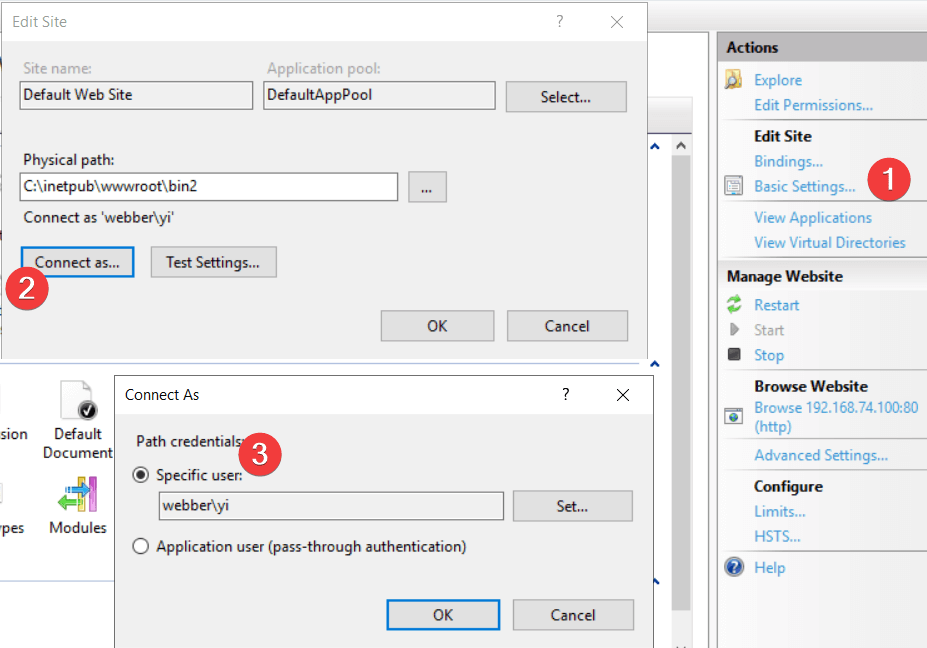 Edit Site
?
Site name:
Application pool:
Default Web Site
DefaultAppPool
Select...
Physical path:
C:\inetpub\wwwroot\bin2
...
Connect as 'webber\yi'
Connect as...
Test Settings...
2
OK
Cancel
Default
Document
Modules
Connect As
?
Path credentials:
3
Specific user:
webber\yi
Set...
Application user (pass-through authentication)
OK
Cancel
Actions
Explore
Edit Permissions...
Edit Site
Bindings...
Basic Settings...
1
View Applications
View Virtual Directories
Manage Website
Restart
Start
Stop
Browse Website
Browse 192.168.74.100:80
(http)
Advanced Settings...
Configure
Limits...
HSTS...
Help